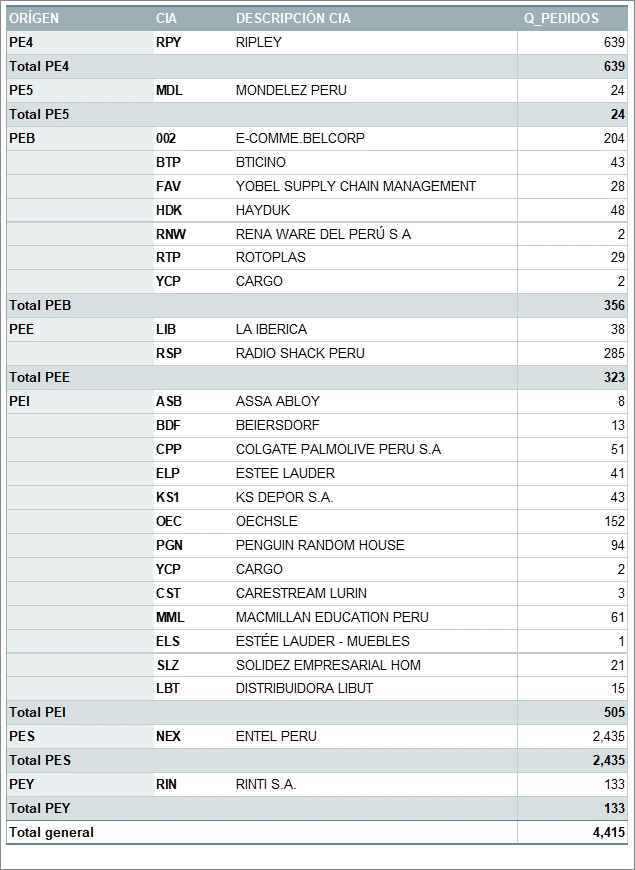 ORÍGEN CIA DESCRIPCIÓN CIA Q_PEDIDOS
PE4 RPY RIPLEY 639
Total PE4 639
PE5 MDL MONDELEZ PERU 24
Total PE5 24
PEB 002 E-COMME.BELCORP 204
BTP BTICINO 43
FAV YOBEL SUPPLY CHAIN MANAGEMENT 28
HDK HAYDUK 48
RNW RENA WARE DEL PERÚ S A 2
RTP ROTOPLAS 29
YCP CARGO 2
Total PEB 356
PEE LIB LA IBERICA 38
RSP RADIO SHACK PERU 285
Total PEE 323
PEI ASB ASSA ABLOY 8
BDF BEIERSDORF 13
CPP COLGATE PALMOLIVE PERU S.A 51
ELP ESTEE LAUDER 41
KS1 KS DEPOR S.A. 43
OEC OECHSLE 152
PGN PENGUIN RANDOM HOUSE 94
YCP CARGO 2
CST CARESTREAM LURIN 3
MML MACMILLAN EDUCATION PERU 61
ELS ESTÉE LAUDER - MUEBLES 1
SLZ SOLIDEZ EMPRESARIAL HOM 21
LBT DISTRIBUIDORA LIBUT 15
Total PEI 505
PES NEX ENTEL PERU 2,435
Total PES 2,435
PEY RIN RINTI S.A. 133
Total PEY 133
Total general 4,415